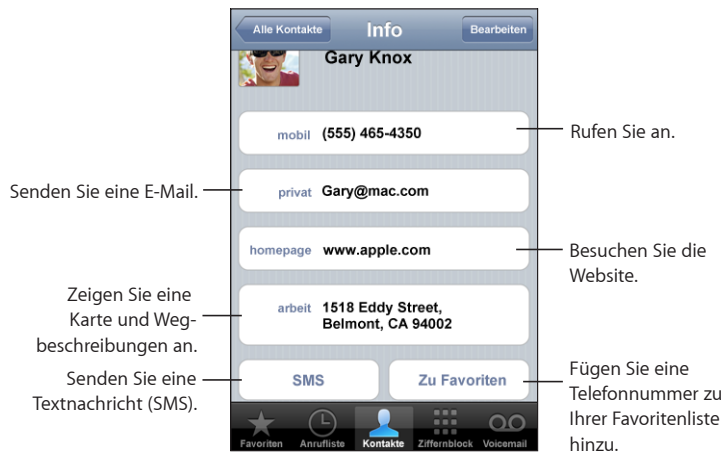 Alle Kontakte Info Bearbeiten
Gary Knox
mobil (555) 465-4350
Rufen Sie an.
Senden Sie eine E-Mail.
privat Gary@mac.com
homepage www.apple.com
Besuchen Sie die
Website.
Zeigen Sie eine
Karte und Weg-
beschreibungen an.
arbeit 1518 Eddy Street,
Belmont, CA 94002
Senden Sie eine
Textnachricht (SMS).
SMS Zu Favoriten
Fügen Sie eine
Telefonnummer zu
Ihrer Favoritenliste
hinzu.
Favoriten Anrufliste Kontakte Ziffernblock Voicemail